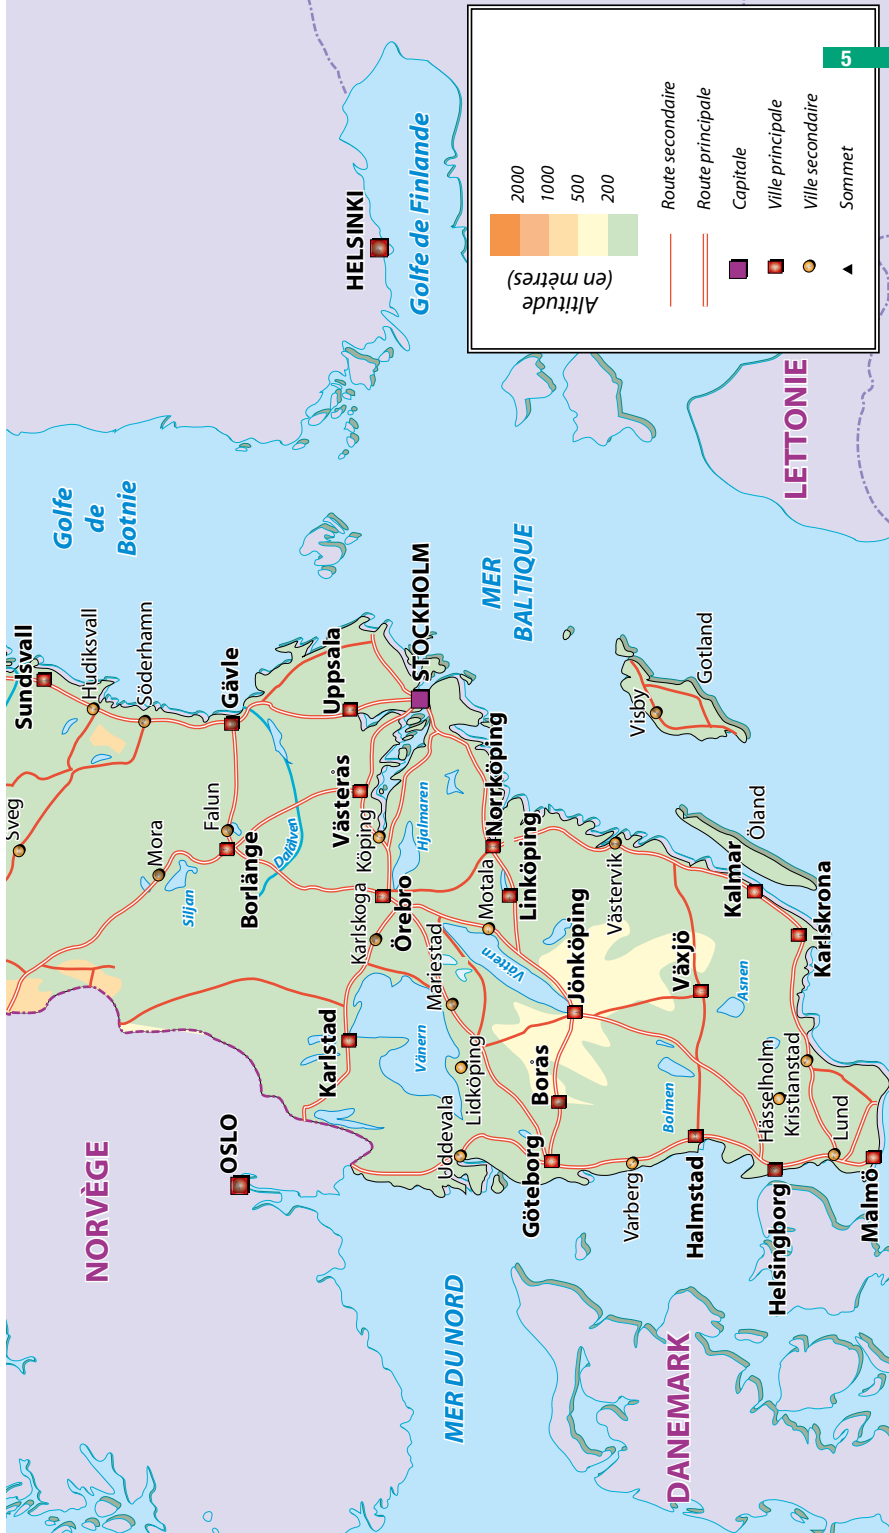 Sundsvall
Hudiksvall
Söderhamn
Sveg
Mora
Falun
Gävle
Borlänge
Siljan
Datälven
Golfe
de
Botnie
NORVÈGE
OSLO
Uppsala
Västerås
Köping
STOCKHOLM
HELSINKI
Golfe de Finlande
Karlstad
Karlskoga
Örebro
Hjalmaren
Mariestad
Vänern
Lidköping
Uddevala
Motala
Vättern
Norrköping
Linköping
MER
BALTIQUE
MER DU NORD
Göteborg
Borås
Jönköping
Västervik
Visby
Gotland
Varberg
Halmstad
Bolmen
Växjö
Asnen
Kalmar
Öland
Karlskrona
Hässelholm
Kristianstad
Lund
Helsingborg
Malmö
DANEMARK
LETTONIE
Altitude
(en mètres)
2000
1000
500
200
Route secondaire
Route principale
Capitale
Ville principale
Ville secondaire
Sommet
5